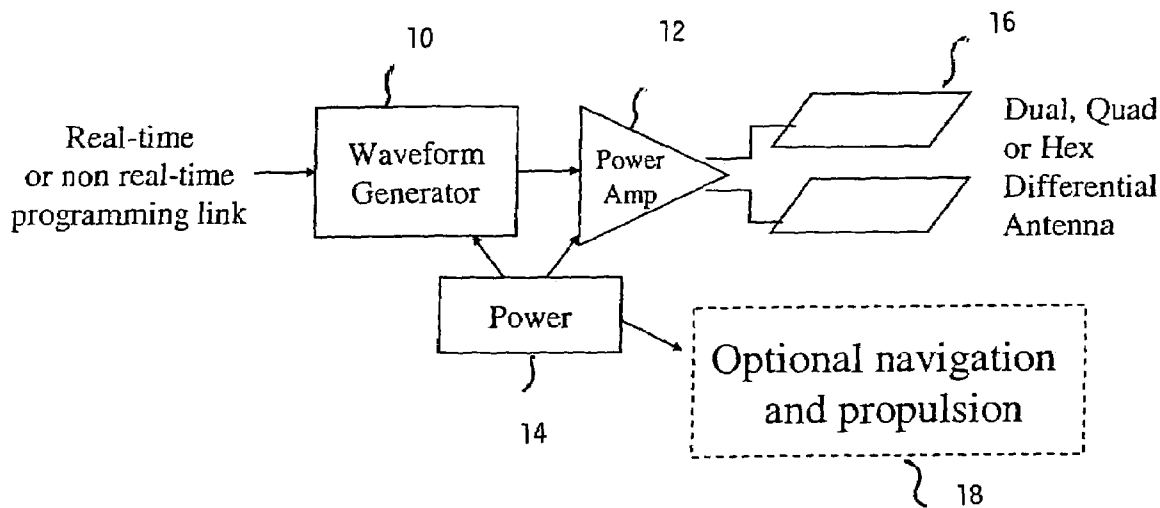 10
12
16
Real-time
or non real-time
programming link
Waveform
Generator
Power
Amp
Dual, Quad
or Hex
Differential
Antenna
Power
14
Optional navigation
and propulsion
18